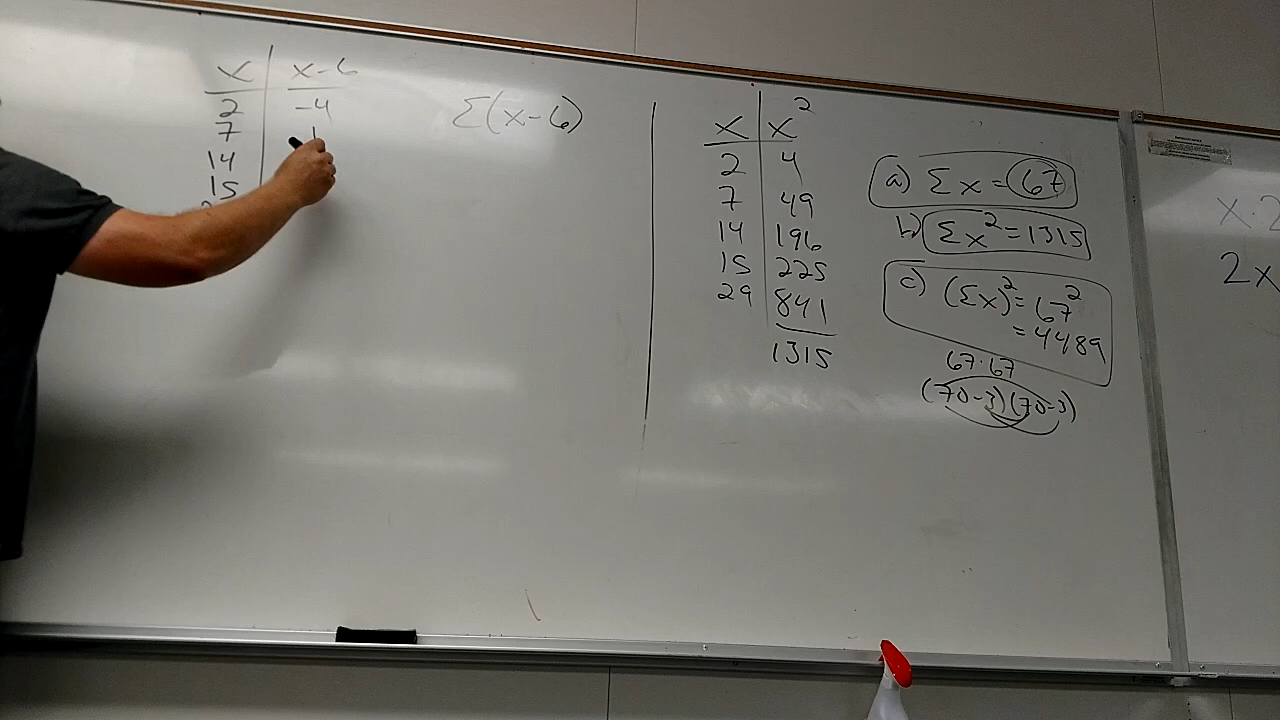 x | x-6
2 | -4
7 | 1
14
15
Σ(x-6)
x | x²
2 | 4
7 | 49
14 | 196
15 | 225
29 | 841
1315
a) Σx = 67
b) Σx² = 1315
c) (Σx)² = 67²
= 4489
67·67
(70-3)(70-3)
x·2
2x